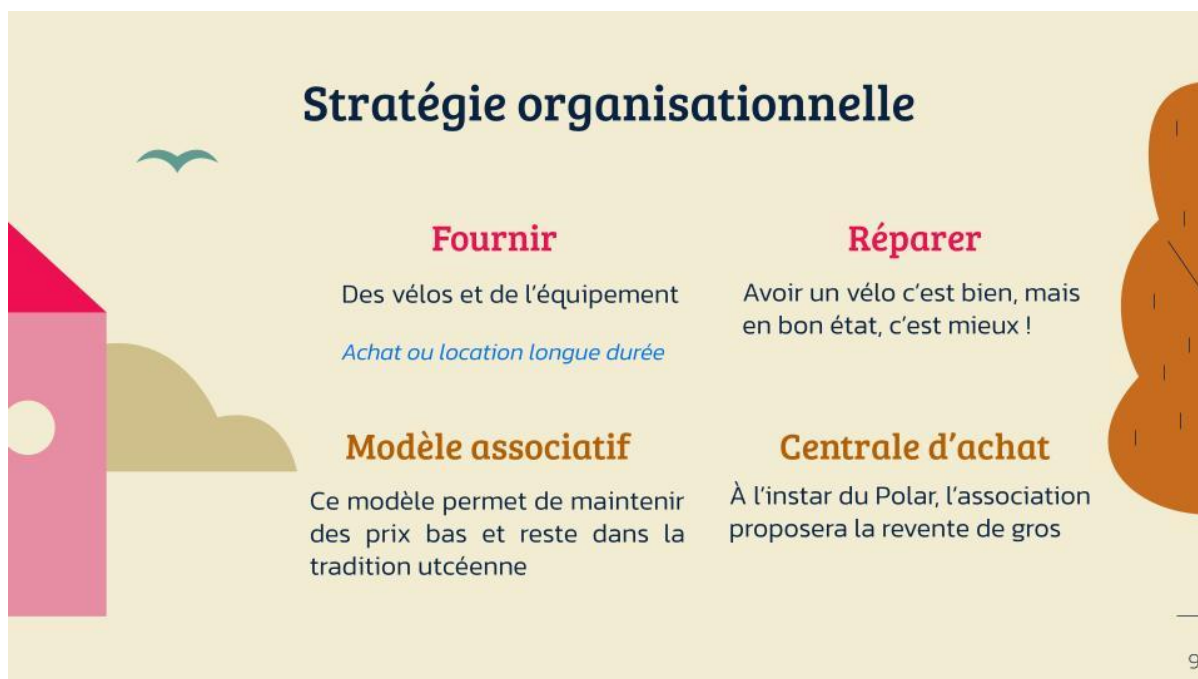 Stratégie organisationnelle
Fournir
Des vélos et de l'équipement
Achat ou location longue durée
Réparer
Avoir un vélo c'est bien, mais
en bon état, c'est mieux !
Modèle associatif
Ce modèle permet de maintenir
des prix bas et reste dans la
tradition utcéenne
Centrale d'achat
À l'instar du Polar, l'association
proposera la revente de gros
9